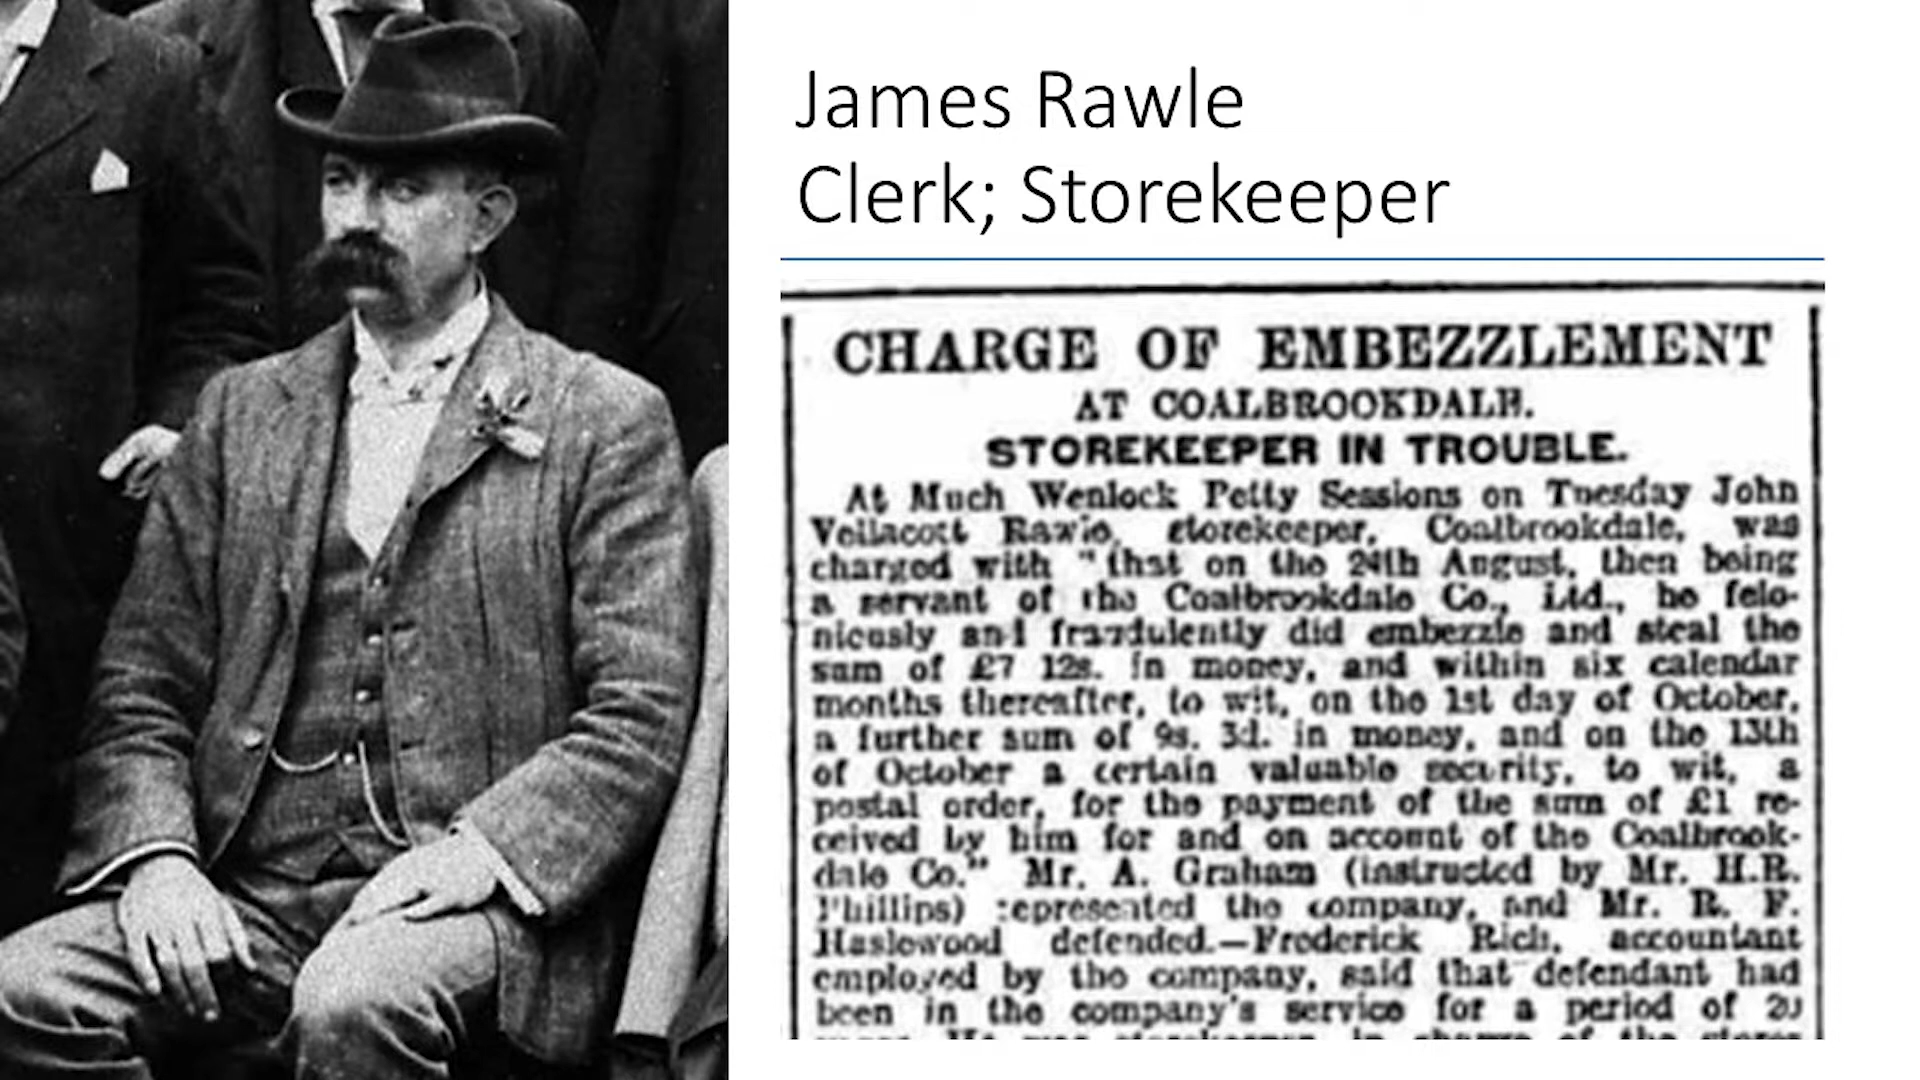 James Rawle
Clerk; Storekeeper
CHARGE OF EMBEZZLEMENT
AT COALBROOKDALE.
STOREKEEPER IN TROUBLE.
At Much Wenlock Petty Sessions on Tuesday John
Vellacott Rawle, storekeeper, Coalbrookdale, was
charged with "that on the 24th August, then being
a servant of the Coalbrookdale Co., Ltd., he felo-
niously and fraudulently did embezzle and steal the
sum of £7 12s. in money, and within six calendar
months thereafter, to wit, on the 1st day of October,
a further sum of 9s. 3d. in money, and on the 13th
of October a certain valuable security, to wit, a
postal order, for the payment of the sum of £1 re-
ceived by him for and on account of the Coalbrook-
dale Co." Mr. A. Graham (instructed by Mr. H.R.
Phillips) represented the company, and Mr. R. F.
Haslewood defended.—Frederick Rich, accountant
employed by the company, said that defendant had
been in the company's service for a period of 20